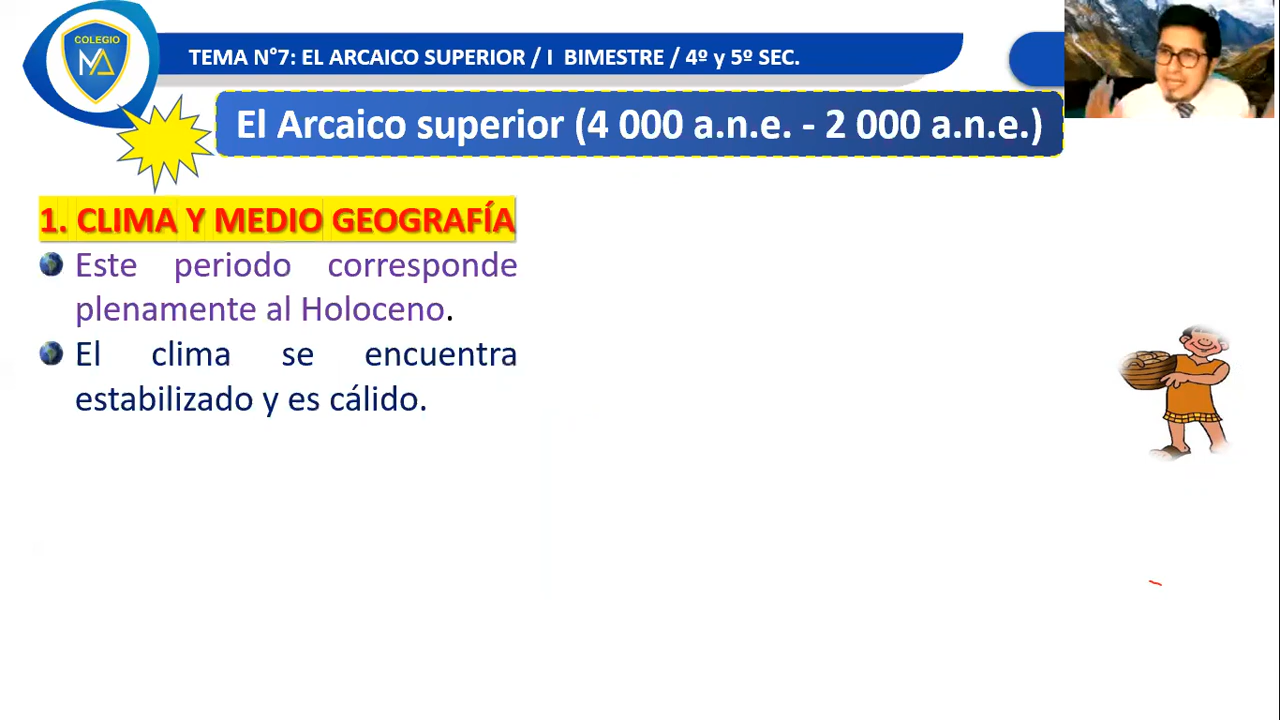 COLEGIO
MA
TEMA N°7: EL ARCAICO SUPERIOR / I BIMESTRE / 4º y 5º SEC.
El Arcaico superior (4 000 a.n.e. - 2 000 a.n.e.)
1. CLIMA Y MEDIO GEOGRAFÍA
Este periodo corresponde
plenamente al Holoceno.
El clima se encuentra
estabilizado y es cálido.